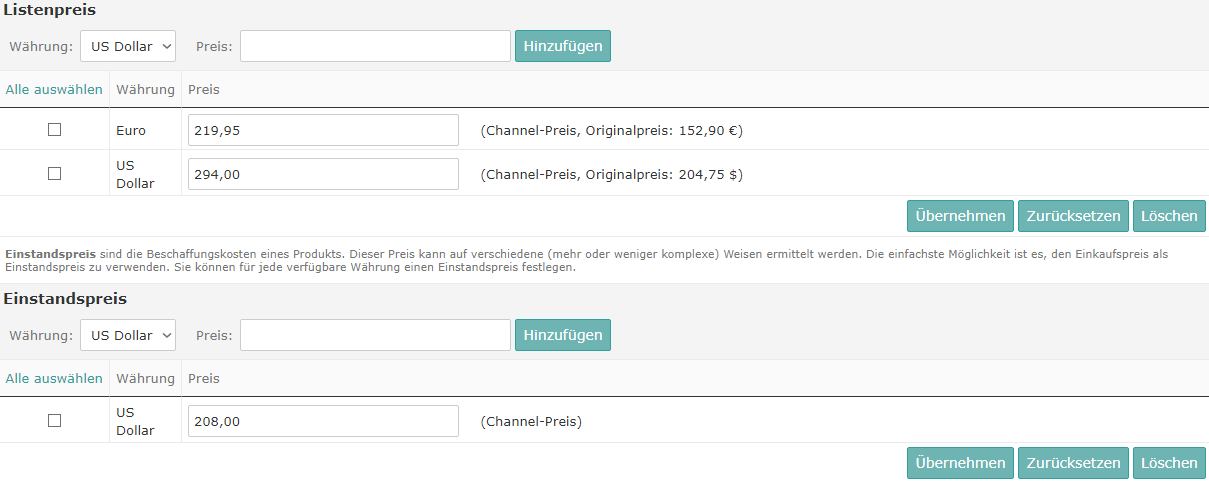 Listenpreis
Währung: US Dollar Preis: Hinzufügen
Alle auswählen Währung Preis
Euro 219,95 (Channel-Preis, Originalpreis: 152,90 €)
US Dollar 294,00 (Channel-Preis, Originalpreis: 204,75 $)
Übernehmen Zurücksetzen Löschen
Einstandspreis sind die Beschaffungskosten eines Produkts. Dieser Preis kann auf verschiedene (mehr oder weniger komplexe) Weisen ermittelt werden. Die einfachste Möglichkeit ist es, den Einkaufspreis als
Einstandspreis zu verwenden. Sie können für jede verfügbare Währung einen Einstandspreis festlegen.
Einstandspreis
Währung: US Dollar Preis: Hinzufügen
Alle auswählen Währung Preis
US Dollar 208,00 (Channel-Preis)
Übernehmen Zurücksetzen Löschen